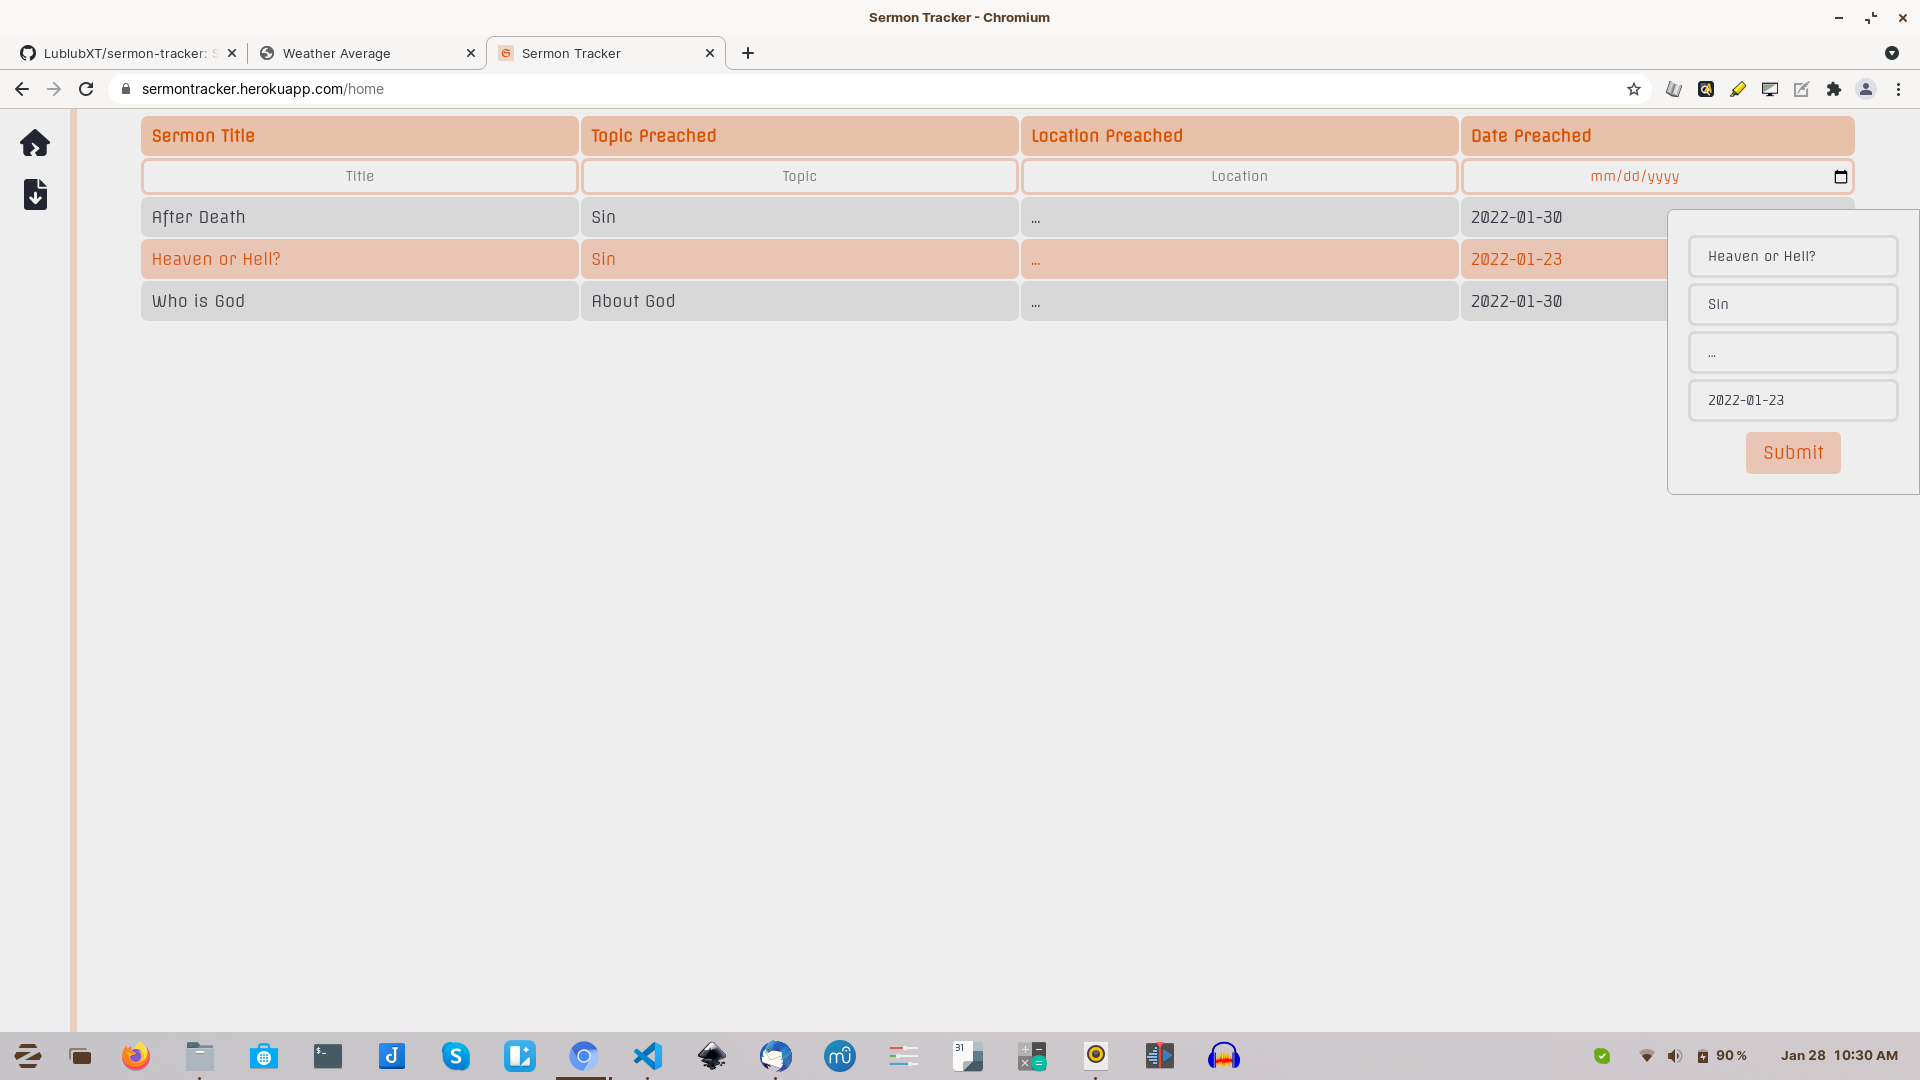 Sermon Tracker - Chromium
LublubXT/sermon-tracker: S
Weather Average
Sermon Tracker
sermontracker.herokuapp.com/home
Sermon Title Topic Preached Location Preached Date Preached
Title Topic Location mm/dd/yyyy
After Death Sin ... 2022-01-30
Heaven or Hell? Sin ... 2022-01-23
Who is God About God ... 2022-01-30
Heaven or Hell?
Sin
...
2022-01-23
Submit
31
90 %
Jan 28 10:30 AM